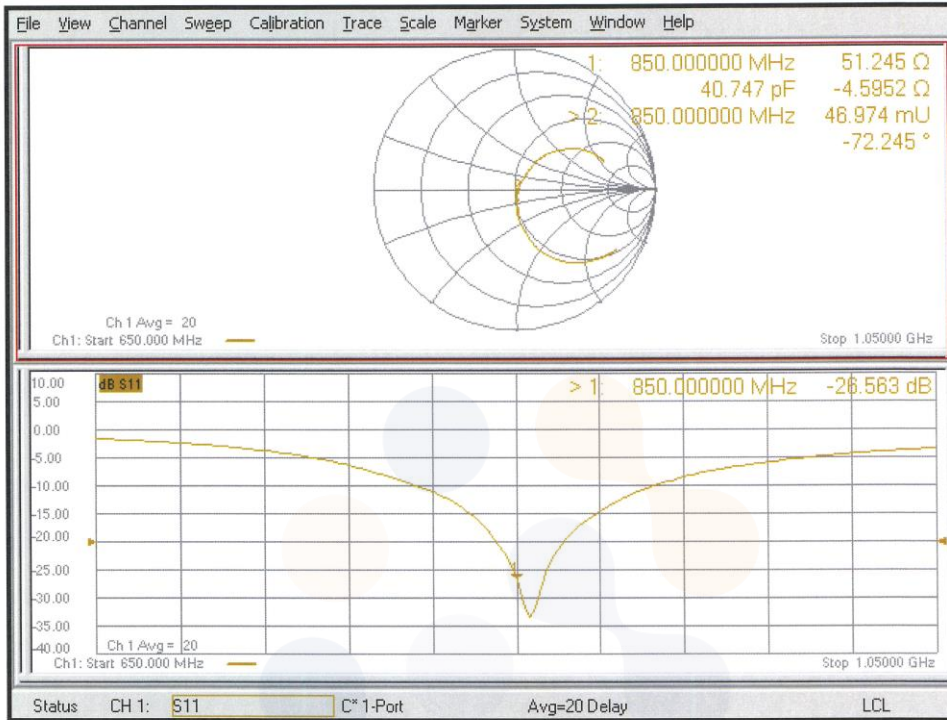 File View Channel Sweep Calibration Trace Scale Marker System Window Help
1: 850.000000 MHz 51.245 Ω
40.747 pF -4.5952 Ω
> 2: 850.000000 MHz 46.974 mU
-72.245 °
Ch 1 Avg = 20
Ch1: Start 650.000 MHz
Stop 1.05000 GHz
10.00
dB S11
> 1: 850.000000 MHz -26.563 dB
5.00
0.00
-5.00
-10.00
-15.00
-20.00
-25.00
1
-30.00
-35.00
-40.00
Ch 1 Avg = 20
Ch1: Start 650.000 MHz
Stop 1.05000 GHz
Status CH 1: S11 C* 1-Port Avg=20 Delay LCL